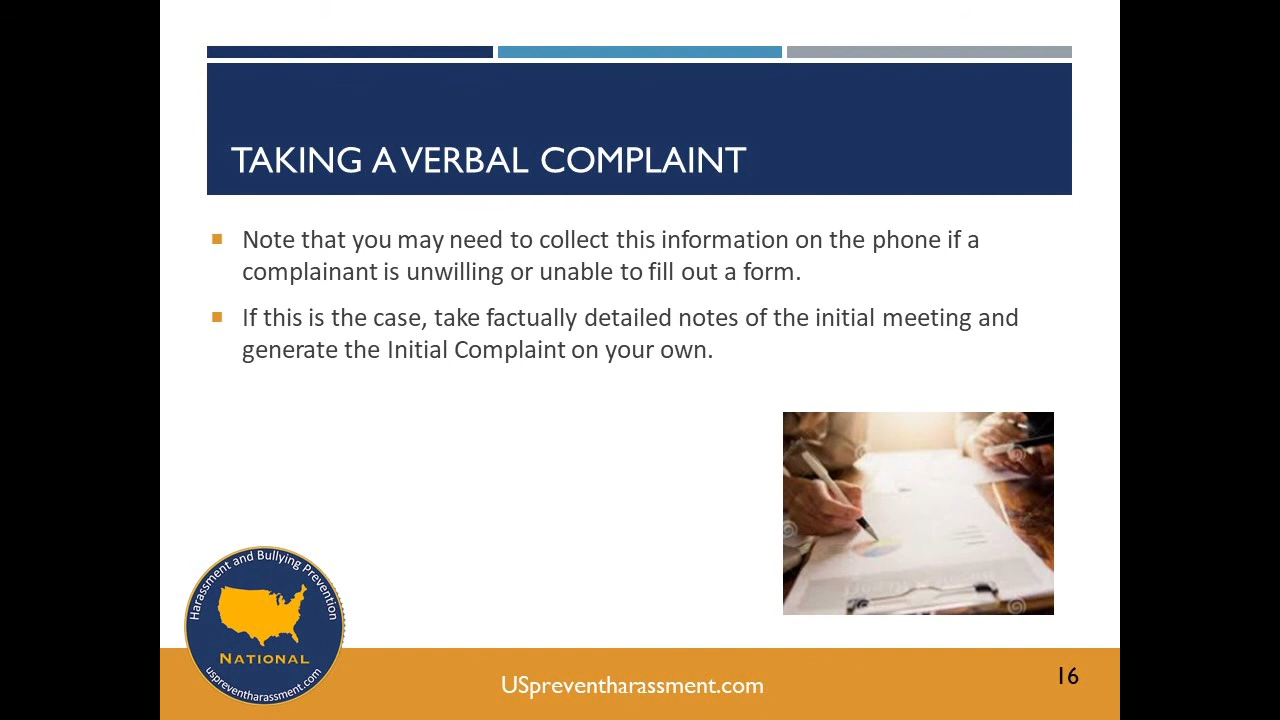 TAKING A VERBAL COMPLAINT
Note that you may need to collect this information on the phone if a
complainant is unwilling or unable to fill out a form.
If this is the case, take factually detailed notes of the initial meeting and
generate the Initial Complaint on your own.
Harassment and Bullying Prevention
NATIONAL
uspreventharassment.com
USpreventharassment.com
16